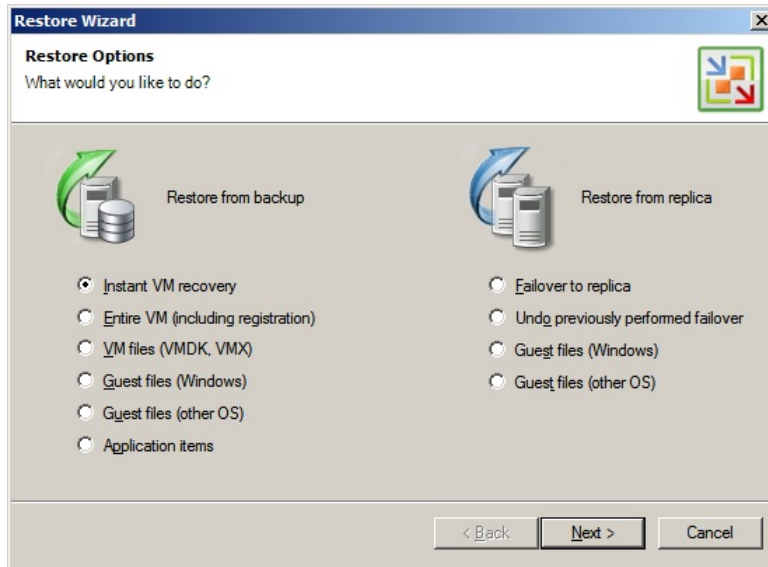 Restore Wizard
Restore Options
What would you like to do?
Restore from backup
Instant VM recovery
Entire VM (including registration)
VM files (VMDK, VMX)
Guest files (Windows)
Guest files (other OS)
Application items
Restore from replica
Failover to replica
Undo previously performed failover
Guest files (Windows)
Guest files (other OS)
< Back
Next >
Cancel